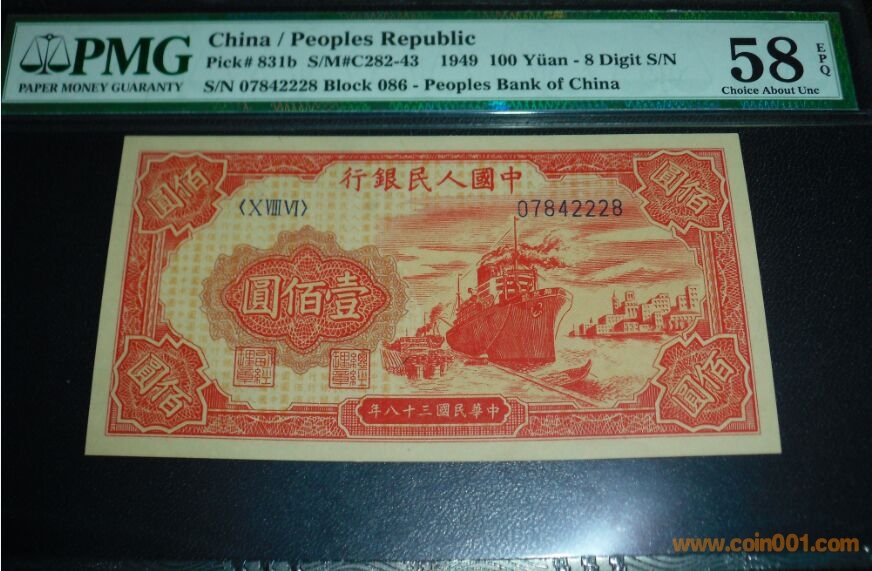 PMG
PAPER MONEY GUARANTY
China / Peoples Republic
Pick# 831b S/M#C282-43 1949 100 Yüan - 8 Digit S/N
S/N 07842228 Block 086 - Peoples Bank of China
58
EPQ
Choice About Unc
行銀民人國中
圓佰
圓佰
〈X VIII VI〉
07842228
圓佰壹
圓佰
圓佰
年八十三國民華中
www.coin001.com